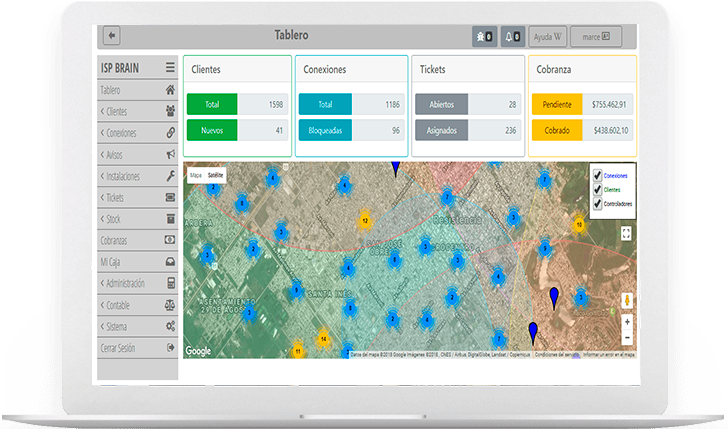 Tablero
0
0
Ayuda W
marce
ISP BRAIN
Tablero
< Clientes
< Conexiones
< Avisos
< Instalaciones
< Tickets
< Stock
Cobranzas
Mi Caja
< Administración
< Contable
< Sistema
Cerrar Sesión
Clientes
Total 1598
Nuevos 41
Conexiones
Total 1186
Bloqueadas 96
Tickets
Abiertos 28
Asignados 236
Cobranza
Pendiente $755.462,91
Cobrado $438.602,10
Mapa Satélite
Conexiones
Clientes
Controladores
Resistencia
SAN JOSÉ
SANTA INÉS
ASENTAMIENTO
29 DE AGOS
12
10
14
11
Google
Datos del mapa ©2018 Google Imágenes ©2018, CNES / Airbus, DigitalGlobe, Landsat / Copernicus Condiciones del servicio Informar un error en el mapa